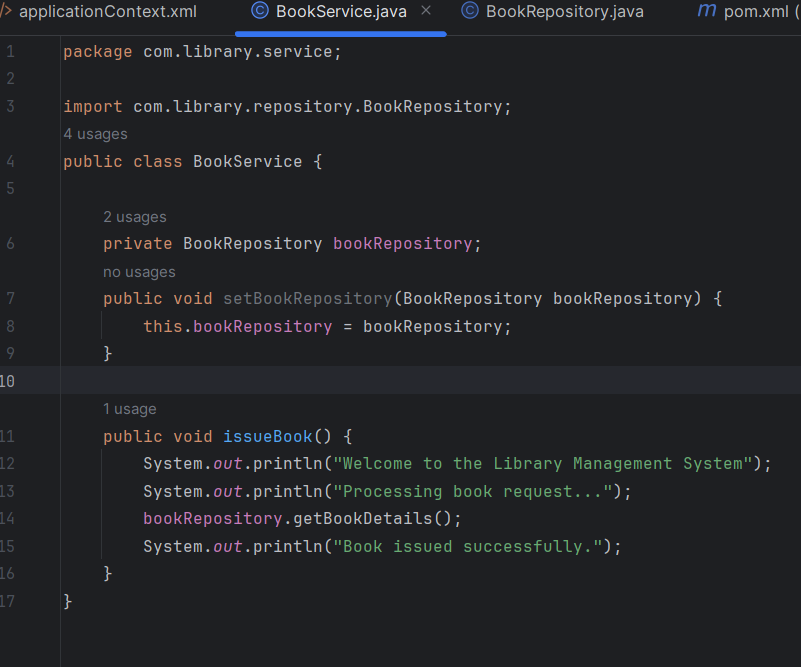 applicationContext.xml BookService.java BookRepository.java pom.xml (
1 package com.library.service;
2
3 import com.library.repository.BookRepository;
4 usages
4 public class BookService {
5
2 usages
6 private BookRepository bookRepository;
no usages
7 public void setBookRepository(BookRepository bookRepository) {
8 this.bookRepository = bookRepository;
9 }
10
1 usage
11 public void issueBook() {
12 System.out.println("Welcome to the Library Management System");
13 System.out.println("Processing book request...");
14 bookRepository.getBookDetails();
15 System.out.println("Book issued successfully.");
16 }
17 }